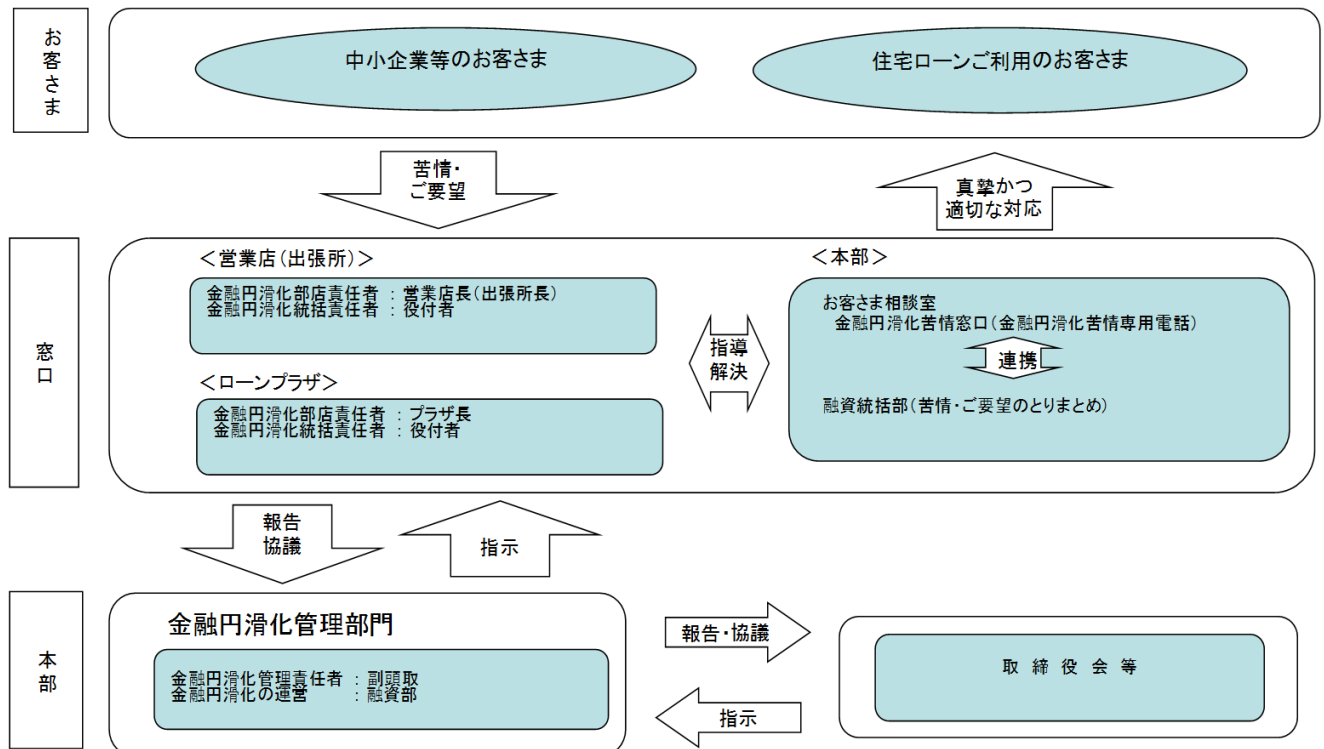 お客さま
中小企業等のお客さま
住宅ローンご利用のお客さま
苦情・
ご要望
真摯かつ
適切な対応
窓口
＜営業店（出張所）＞
金融円滑化部店責任者 ： 営業店長（出張所長）
金融円滑化統括責任者 ： 役付者
＜ローンプラザ＞
金融円滑化部店責任者 ： プラザ長
金融円滑化統括責任者 ： 役付者
指導
解決
＜本部＞
お客さま相談室
金融円滑化苦情窓口（金融円滑化苦情専用電話）
連携
融資統括部（苦情・ご要望のとりまとめ）
報告
協議
指示
本部
金融円滑化管理部門
金融円滑化管理責任者 ： 副頭取
金融円滑化の運営 ： 融資部
報告・協議
指示
取 締 役 会 等